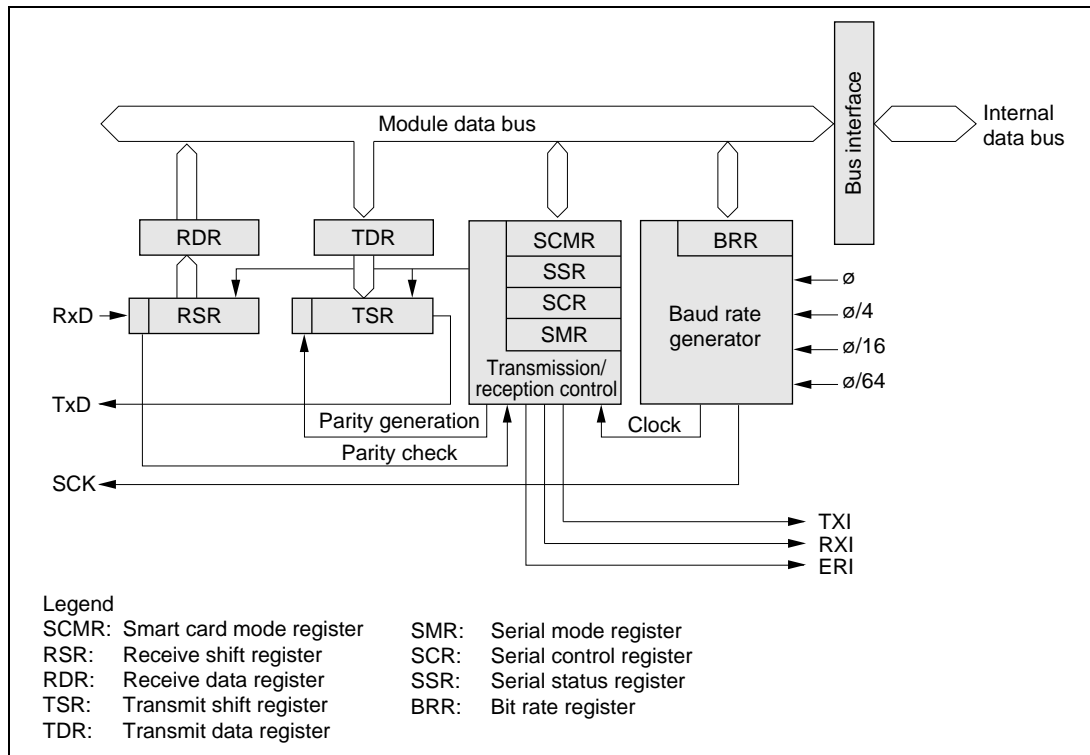 Bus interface
Internal
data bus
Module data bus
RDR
TDR
SCMR
BRR
SSR
RxD
RSR
TSR
SCR
SMR
Baud rate
generator
ø
ø/4
ø/16
ø/64
Transmission/
reception control
TxD
Parity generation
Clock
Parity check
SCK
TXI
RXI
ERI
Legend
SCMR: Smart card mode register
RSR: Receive shift register
RDR: Receive data register
TSR: Transmit shift register
TDR: Transmit data register
SMR: Serial mode register
SCR: Serial control register
SSR: Serial status register
BRR: Bit rate register